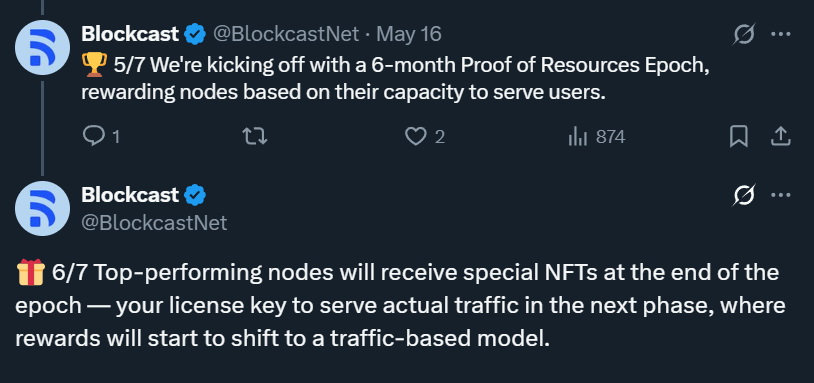 Blockcast @BlockcastNet · May 16
🏆 5/7 We're kicking off with a 6-month Proof of Resources Epoch,
rewarding nodes based on their capacity to serve users.
1 2 874
Blockcast
@BlockcastNet
🎁 6/7 Top-performing nodes will receive special NFTs at the end of the
epoch — your license key to serve actual traffic in the next phase, where
rewards will start to shift to a traffic-based model.